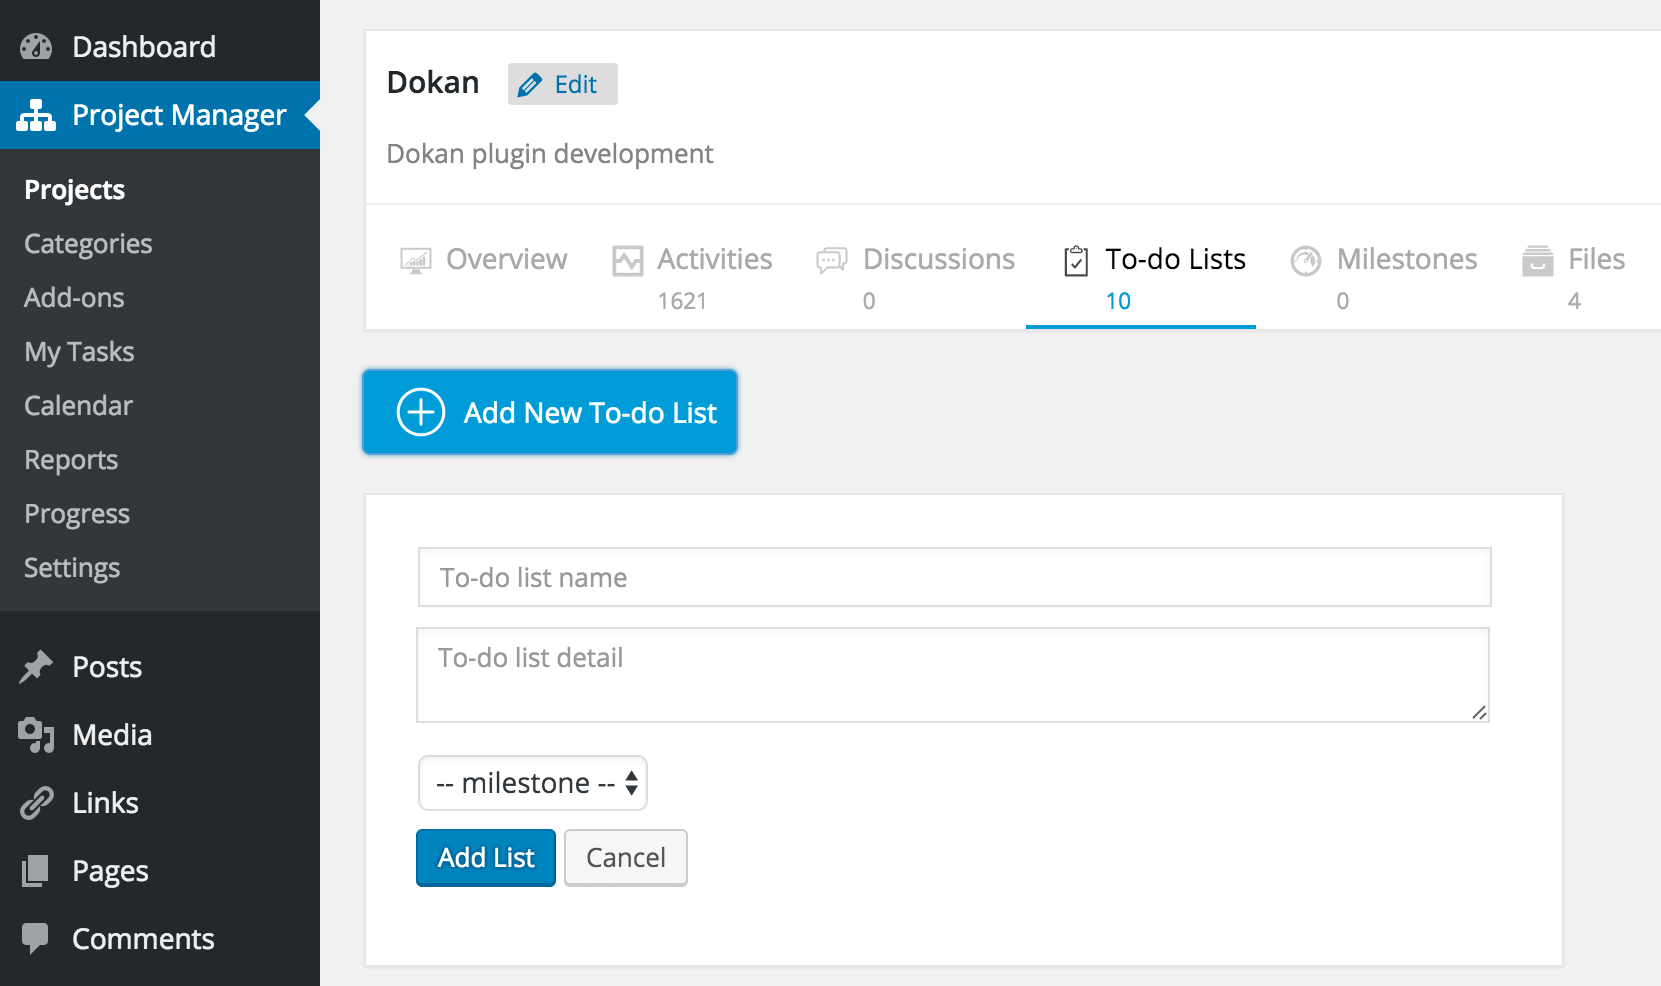 Dashboard
Project Manager
Projects
Categories
Add-ons
My Tasks
Calendar
Reports
Progress
Settings
Posts
Media
Links
Pages
Comments
Dokan
Edit
Dokan plugin development
Overview
Activities
1621
Discussions
0
To-do Lists
10
Milestones
0
Files
4
Add New To-do List
To-do list name
To-do list detail
-- milestone --
Add List
Cancel